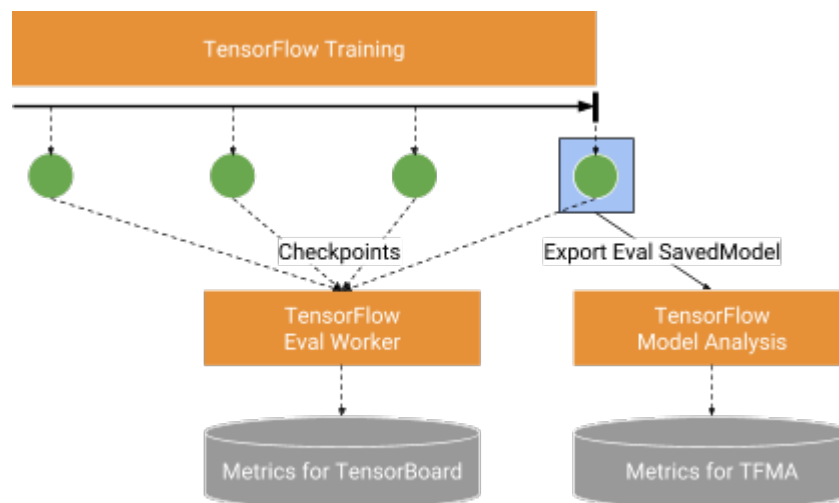 TensorFlow Training
Checkpoints
Export Eval SavedModel
TensorFlow
Eval Worker
TensorFlow
Model Analysis
Metrics for TensorBoard
Metrics for TFMA